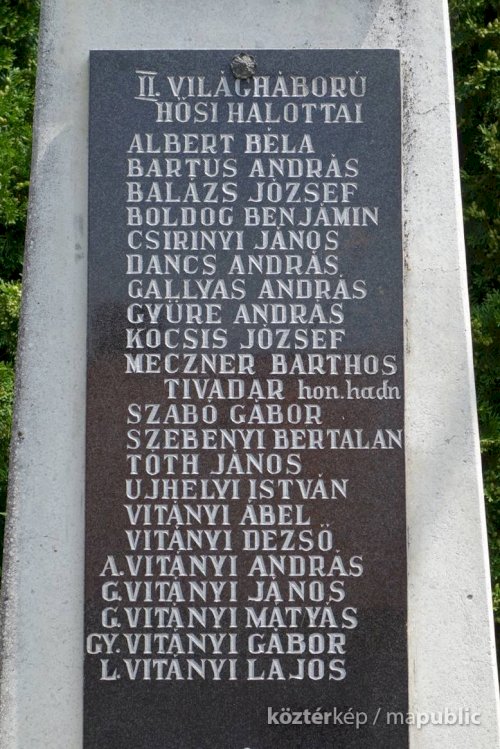 II. VILÁGHÁBORÚ
HŐSI HALOTTAI
ALBERT BÉLA
BARTUS ANDRÁS
BALÁZS JÓZSEF
BOLDOG BENJÁMIN
CSIRINYI JÁNOS
DANCS ANDRÁS
GALLYAS ANDRÁS
GYÜRE ANDRÁS
KOCSIS JÓZSEF
MECZNER BARTHOS
TIVADAR hon. hadn
SZABÓ GÁBOR
SZEBENYI BERTALAN
TÓTH JÁNOS
UJHELYI ISTVÁN
VITÁNYI ÁBEL
VITÁNYI DEZSŐ
A. VITÁNYI ANDRÁS
G. VITÁNYI JÁNOS
G. VITÁNYI MÁTYÁS
GY. VITÁNYI GÁBOR
L. VITÁNYI LAJOS
köztérkép / mapublic